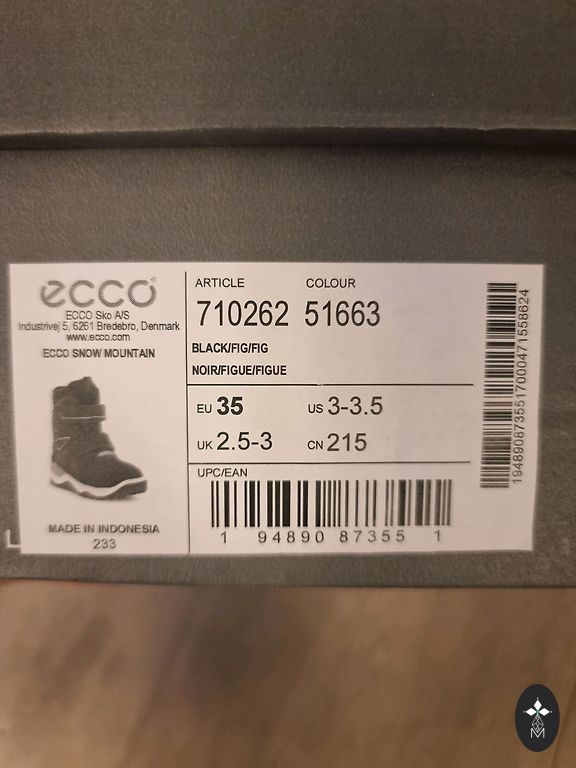 ecco
ECCO Sko A/S
Industrivej 5, 6261 Bredebro, Denmark
www.ecco.com
ECCO SNOW MOUNTAIN
MADE IN INDONESIA
233
ARTICLE COLOUR
710262 51663
BLACK/FIG/FIG
NOIR/FIGUE/FIGUE
EU 35 US 3-3.5
UK 2.5-3 CN 215
UPC/EAN
1 94890 87355 1
1948908735517000471558624